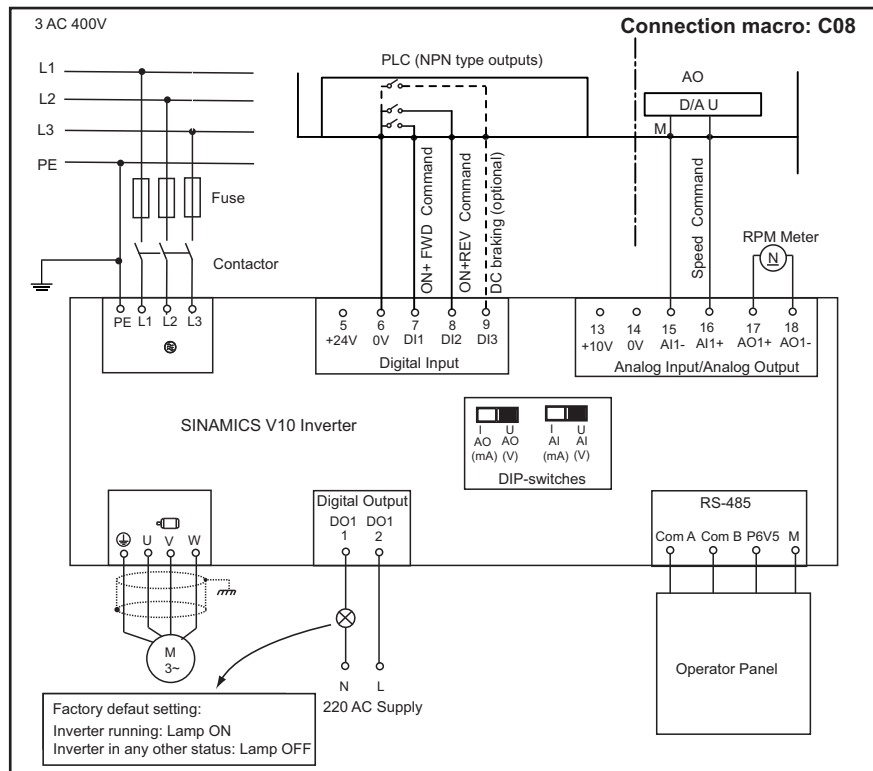 3 AC 400V
Connection macro: C08
PLC (NPN type outputs)
L1
L2
L3
PE
AO
D/A U
M
Fuse
Contactor
ON+ FWD Command
ON+REV Command
DC braking (optional)
Speed Command
RPM Meter
N
PE L1 L2 L3
5 6 7 8 9
+24V 0V DI1 DI2 DI3
Digital Input
13 14 15 16 17 18
+10V 0V AI1- AI1+ AO1+ AO1-
Analog Input/Analog Output
SINAMICS V10 Inverter
I U I U
AO AO AI AI
(mA) (V) (mA) (V)
DIP-switches
U V W
Digital Output
DO1 DO1
1 2
RS-485
Com A Com B P6V5 M
M
3~
N L
220 AC Supply
Operator Panel
Factory defaut setting:
Inverter running: Lamp ON
Inverter in any other status: Lamp OFF